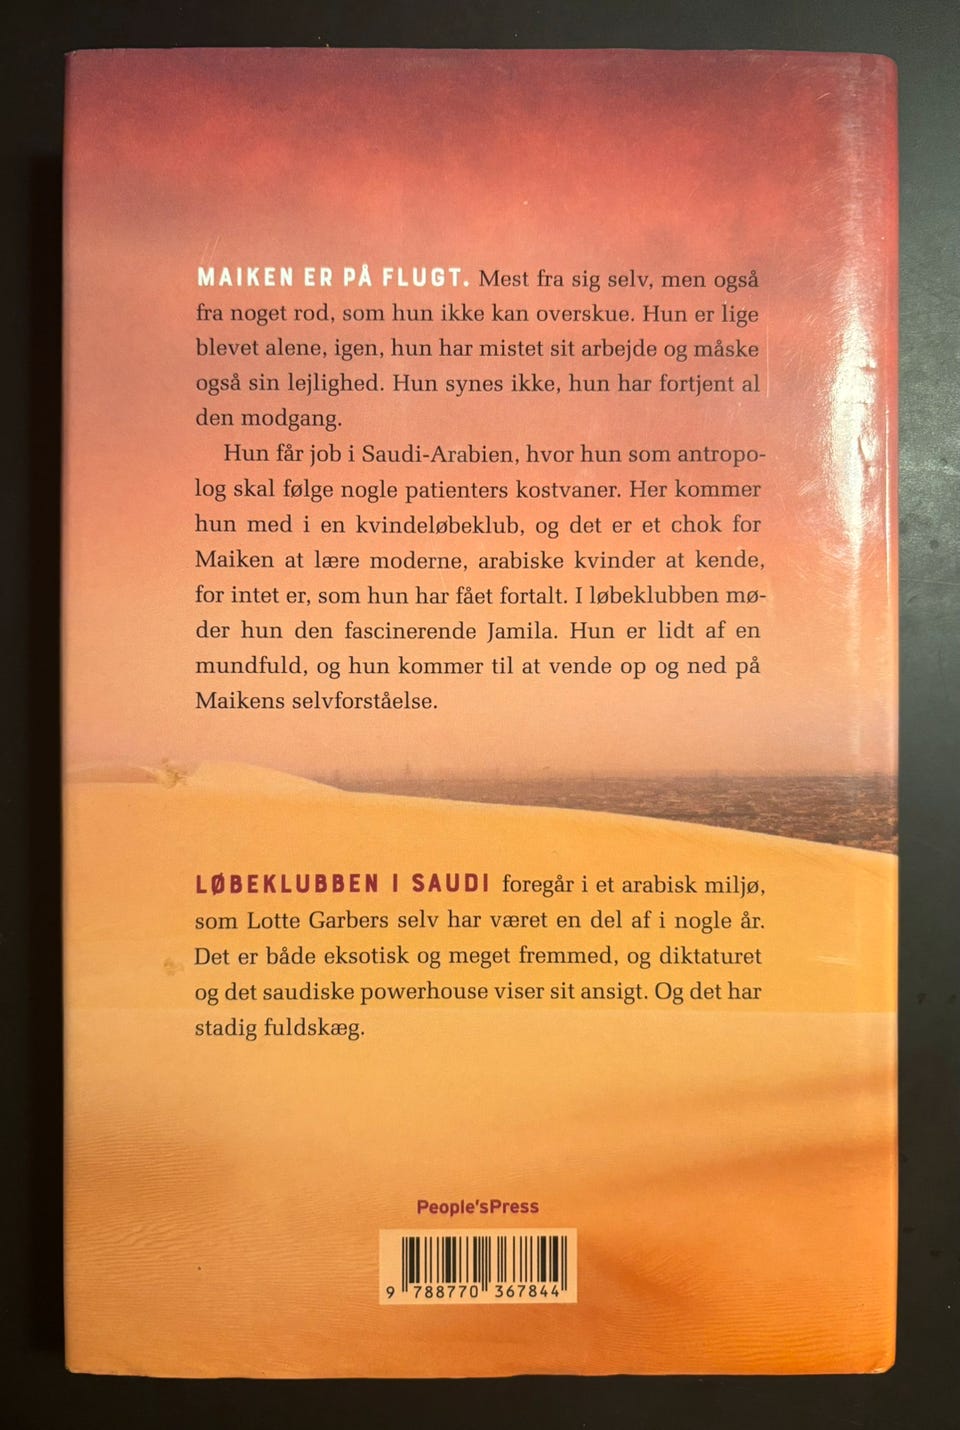 MAIKEN ER PÅ FLUGT. Mest fra sig selv, men også
fra noget rod, som hun ikke kan overskue. Hun er lige
blevet alene, igen, hun har mistet sit arbejde og måske
også sin lejlighed. Hun synes ikke, hun har fortjent al
den modgang.
Hun får job i Saudi-Arabien, hvor hun som antropo-
log skal følge nogle patienters kostvaner. Her kommer
hun med i en kvindeløbeklub, og det er et chok for
Maiken at lære moderne, arabiske kvinder at kende,
for intet er, som hun har fået fortalt. I løbeklubben mø-
der hun den fascinerende Jamila. Hun er lidt af en
mundfuld, og hun kommer til at vende op og ned på
Maikens selvforståelse.
LØBEKLUBBEN I SAUDI foregår i et arabisk miljø,
som Lotte Garbers selv har været en del af i nogle år.
Det er både eksotisk og meget fremmed, og diktaturet
og det saudiske powerhouse viser sit ansigt. Og det har
stadig fuldskæg.
People'sPress
9 788770 367844